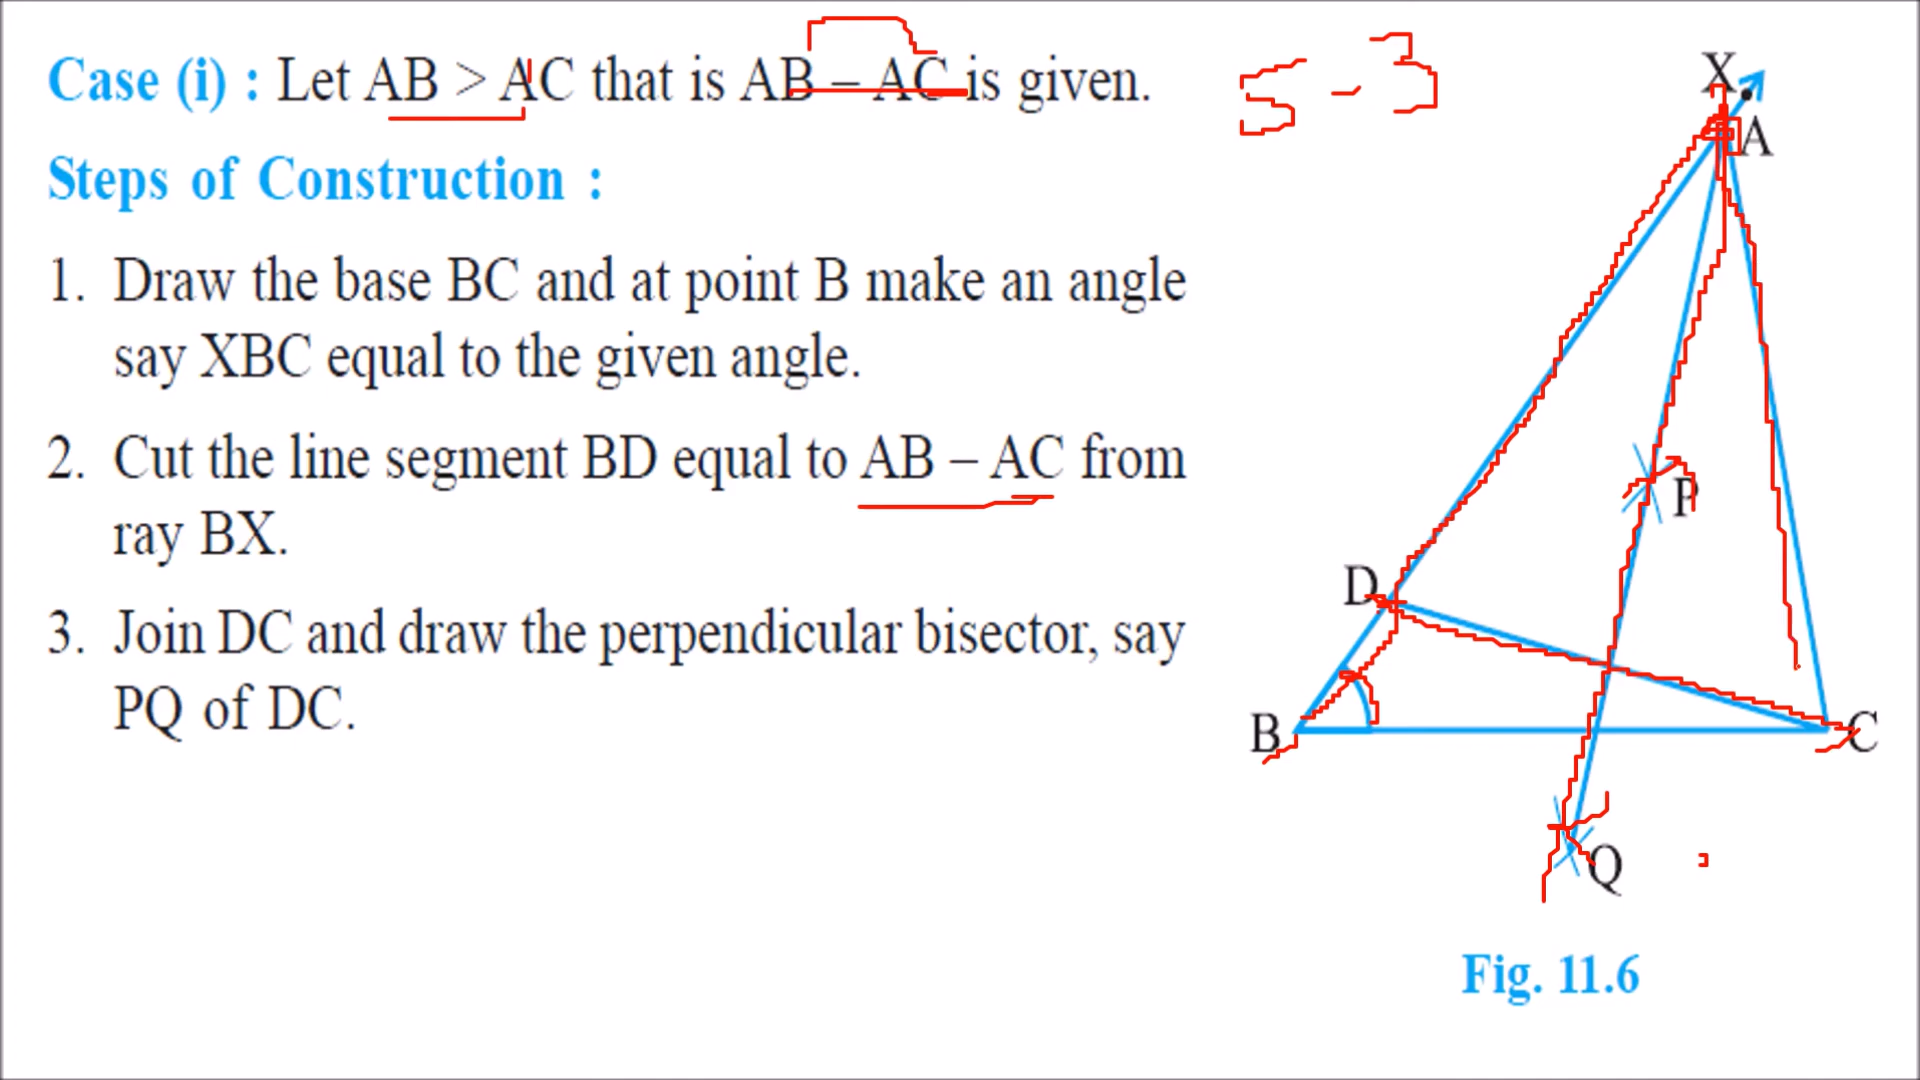 Case (i) : Let AB > AC that is AB – AC is given.
5 – 3
Steps of Construction :
1. Draw the base BC and at point B make an angle
say XBC equal to the given angle.
2. Cut the line segment BD equal to AB – AC from
ray BX.
3. Join DC and draw the perpendicular bisector, say
PQ of DC.
X
A
P
D
B
C
Q
Fig. 11.6